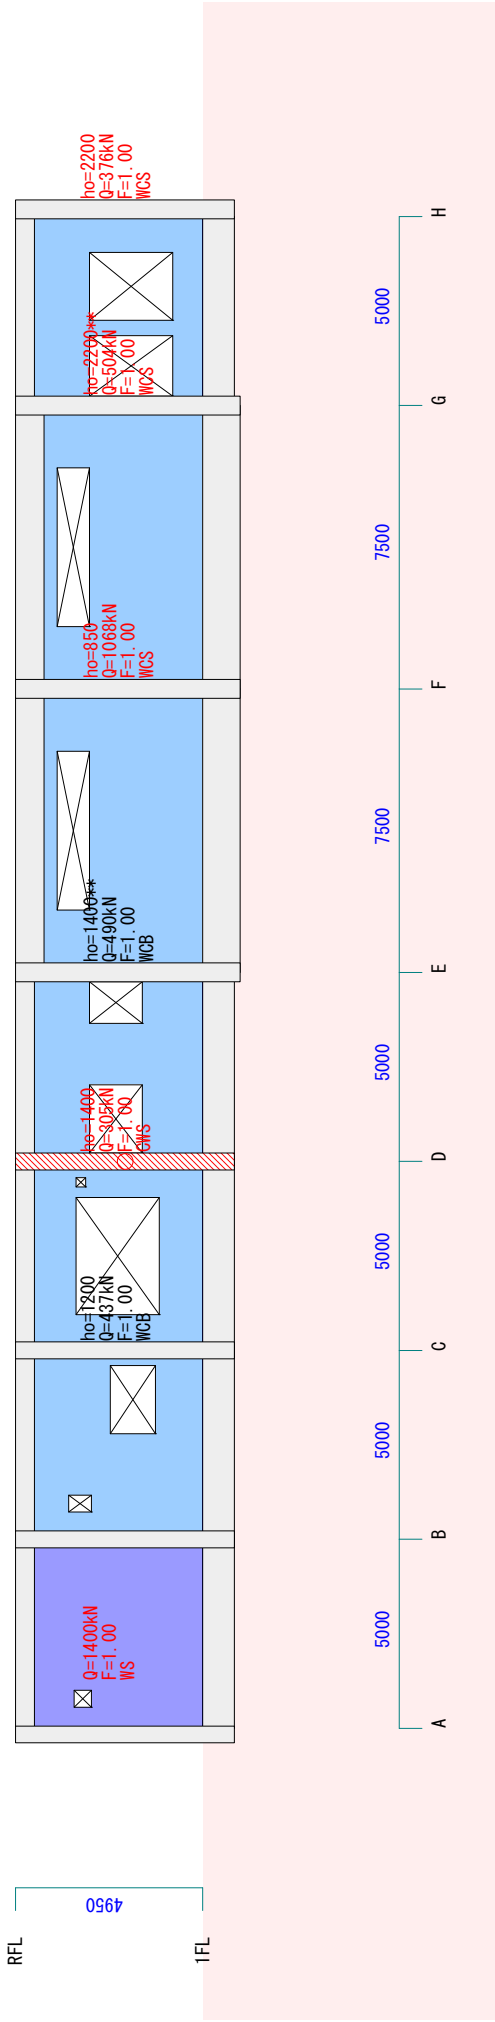 RFL
1FL
4950
Q=1400kN
F=1.00
WS
ho=1200
Q=437kN
F=1.00
WCB
ho=1400
Q=305kN
F=1.00
CWS
ho=1400**
Q=490kN
F=1.00
WCB
ho=850
Q=1068kN
F=1.00
WCS
ho=2200**
Q=504kN
F=1.00
WCS
ho=2200
Q=376kN
F=1.00
WCS
5000
5000
5000
5000
7500
7500
5000
A
B
C
D
E
F
G
H